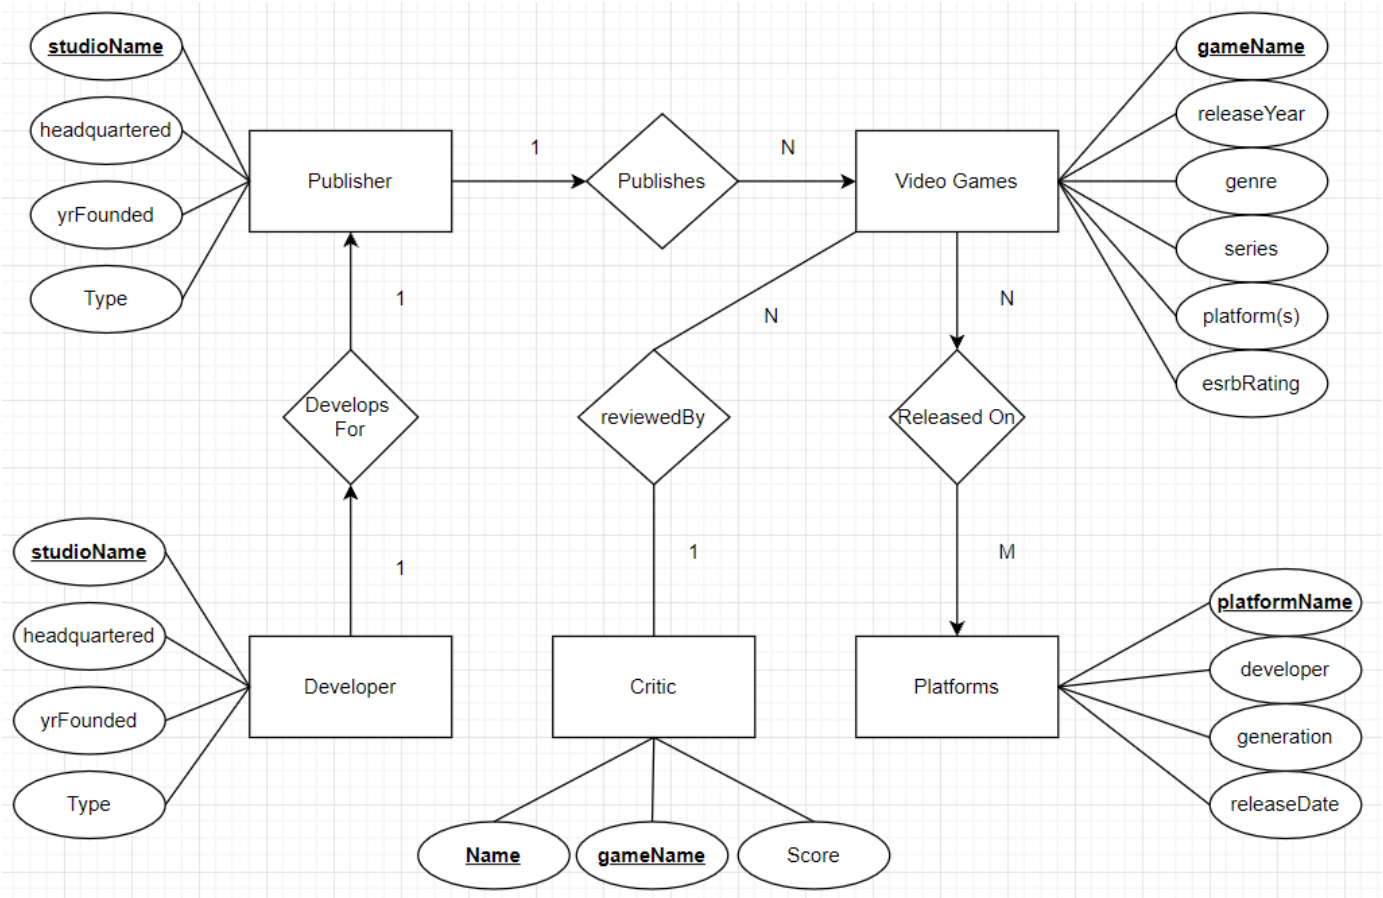 studioName
headquartered
yrFounded
Type
Publisher
1
Publishes
N
Video Games
gameName
releaseYear
genre
series
platform(s)
esrbRating
1
Develops
For
1
N
reviewedBy
1
N
Released On
M
studioName
headquartered
yrFounded
Type
Developer
Critic
Name
gameName
Score
Platforms
platformName
developer
generation
releaseDate